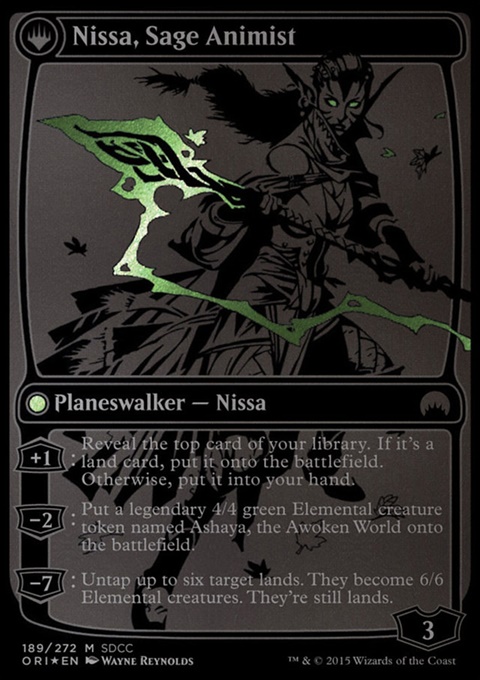 Nissa, Sage Animist
Planeswalker — Nissa
+1 : Reveal the top card of your library. If it's a
land card, put it onto the battlefield.
Otherwise, put it into your hand.
-2 : Put a legendary 4/4 green Elemental creature
token named Ashaya, the Awoken World onto
the battlefield.
-7 : Untap up to six target lands. They become 6/6
Elemental creatures. They're still lands.
3
189/272 M SDCC
ORI★EN Wayne Reynolds
™ & © 2015 Wizards of the Coast